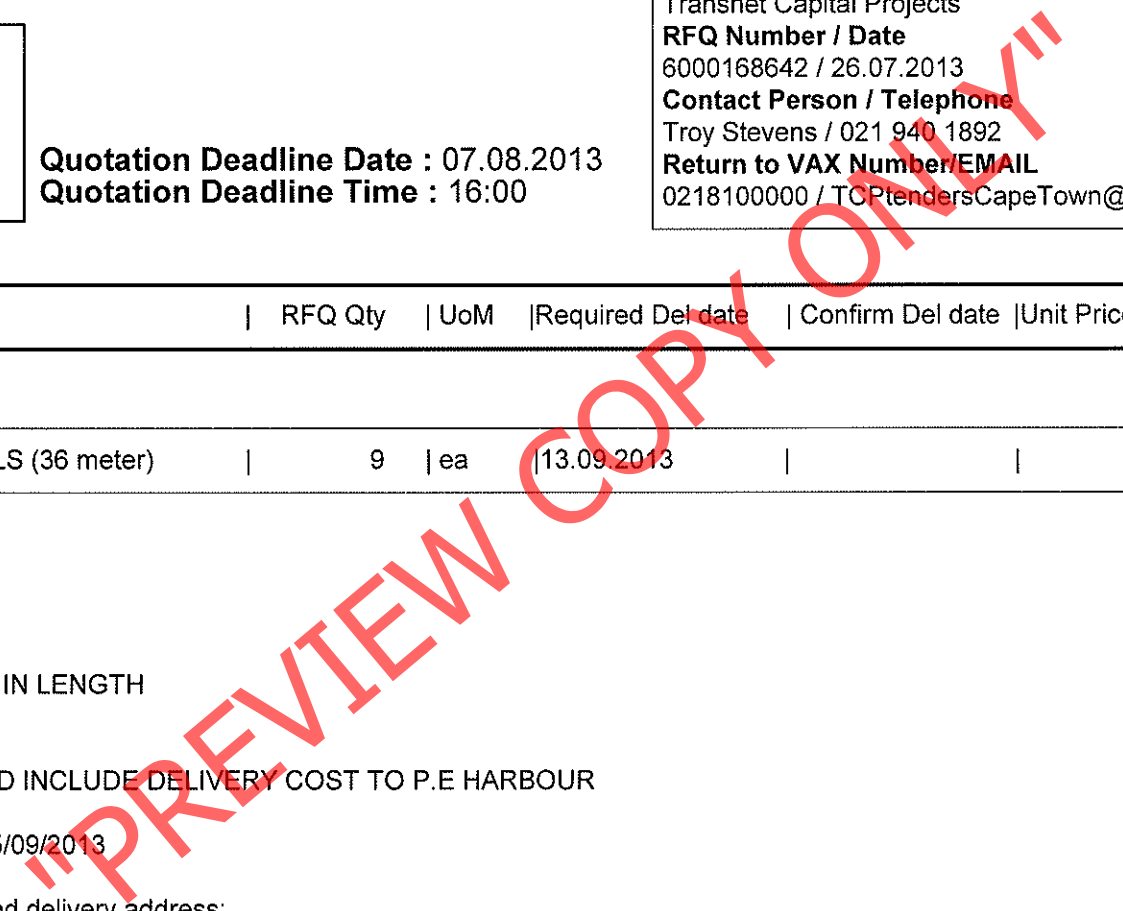 Transnet Capital Projects
RFQ Number / Date
6000168642 / 26.07.2013
Contact Person / Telephone
Troy Stevens / 021 940 1892
Return to VAX Number/EMAIL
0218100000 / TCPtendersCapeTown@
Quotation Deadline Date : 07.08.2013
Quotation Deadline Time : 16:00
| RFQ Qty | UoM |Required Del date | Confirm Del date |Unit Price
LS (36 meter) | 9 | ea |13.09.2013 | |
IN LENGTH
D INCLUDE DELIVERY COST TO P.E HARBOUR
/09/2013
delivery address:
"PREVIEW COPY ONLY"